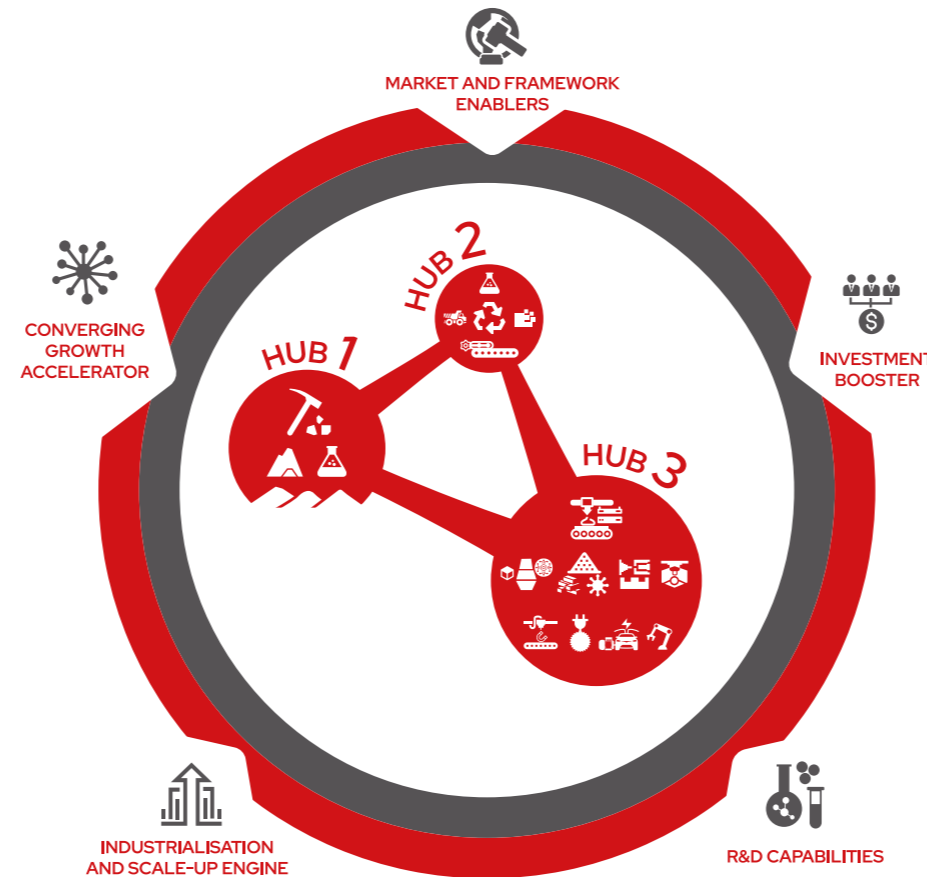 MARKET AND FRAMEWORK
ENABLERS
CONVERGING
GROWTH
ACCELERATOR
INVESTMENT
BOOSTER
HUB 2
HUB 1
HUB 3
INDUSTRIALISATION
AND SCALE-UP ENGINE
R&D CAPABILITIES